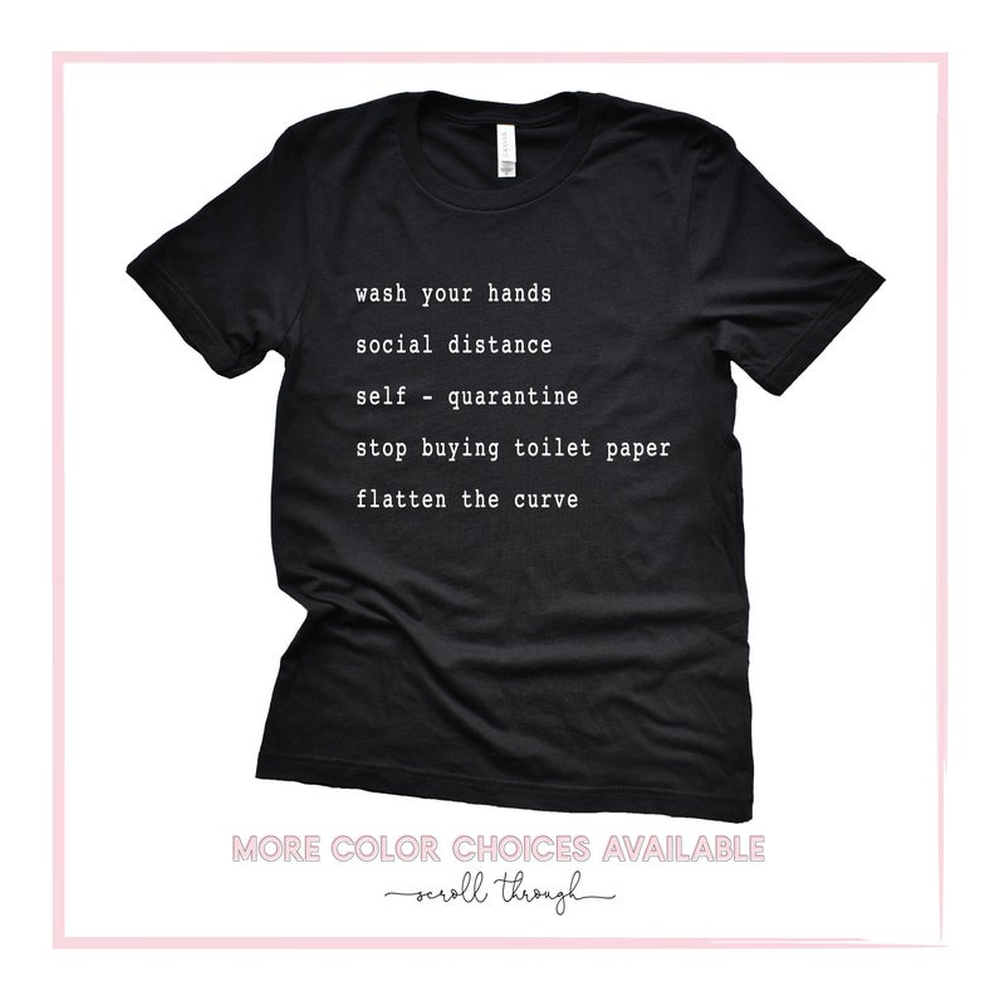 wash your hands
social distance
self - quarantine
stop buying toilet paper
flatten the curve
MORE COLOR CHOICES AVAILABLE
scroll through